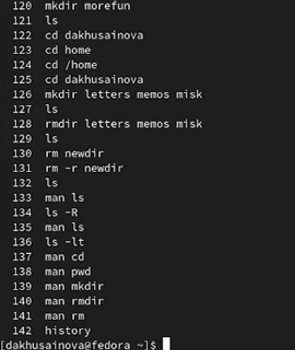 120 mkdir morefun
121 ls
122 cd dakhusainova
123 cd home
124 cd /home
125 cd dakhusainova
126 mkdir letters memos misk
127 ls
128 rmdir letters memos misk
129 ls
130 rm newdir
131 rm -r newdir
132 ls
133 man ls
134 ls -R
135 man ls
136 ls -lt
137 man cd
138 man pwd
139 man mkdir
140 man rmdir
141 man rm
142 history
[dakhusainova@fedora ~]$